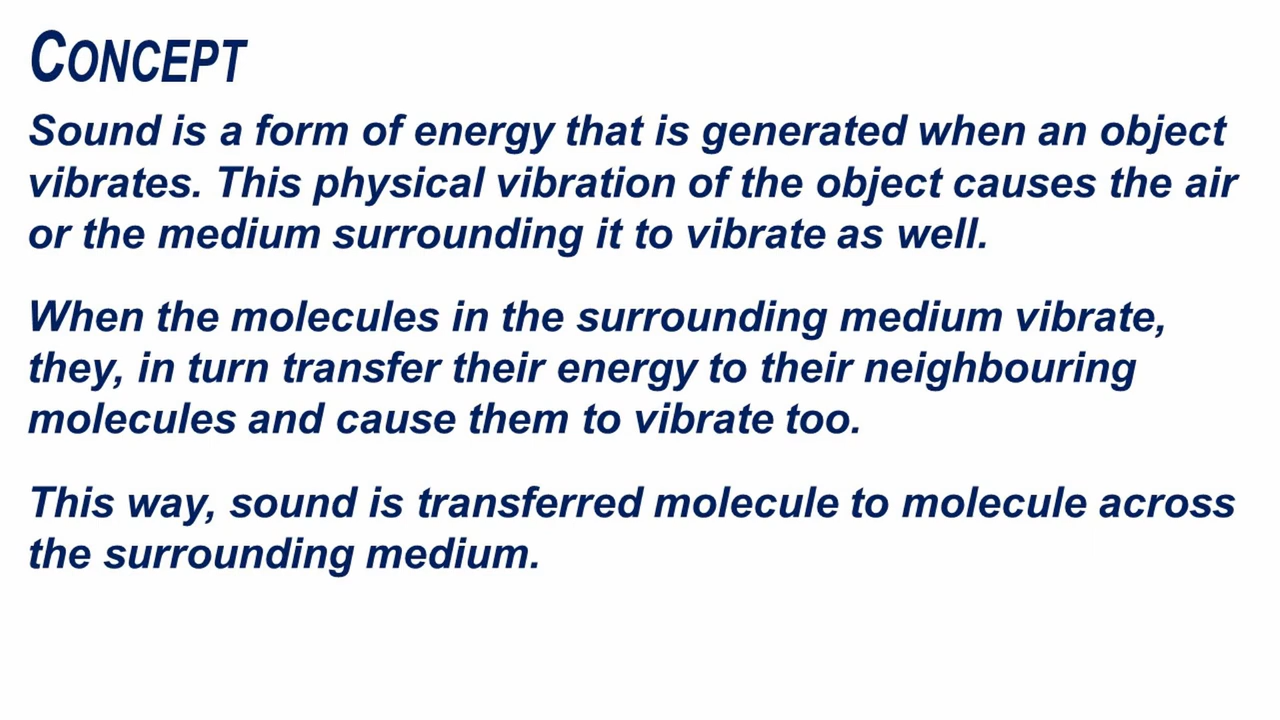 CONCEPT
Sound is a form of energy that is generated when an object
vibrates. This physical vibration of the object causes the air
or the medium surrounding it to vibrate as well.
When the molecules in the surrounding medium vibrate,
they, in turn transfer their energy to their neighbouring
molecules and cause them to vibrate too.
This way, sound is transferred molecule to molecule across
the surrounding medium.